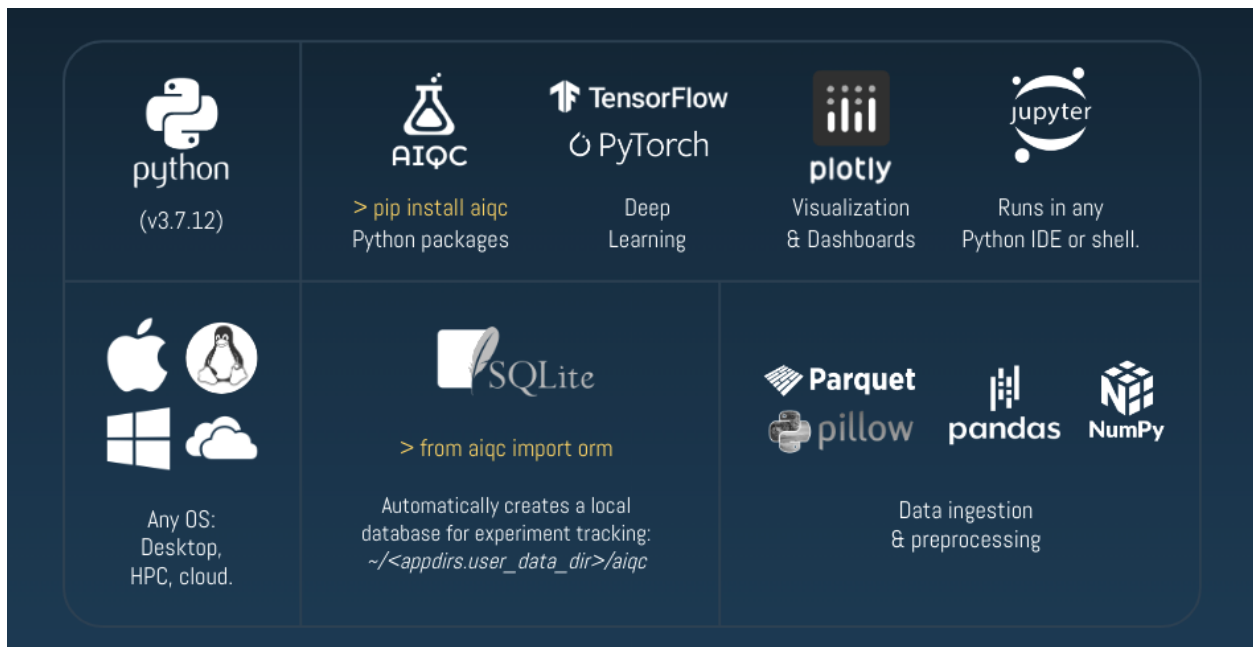 python
(v3.7.12)
AIQC
> pip install aiqc
Python packages
TensorFlow
PyTorch
Deep
Learning
plotly
Visualization
& Dashboards
jupyter
Runs in any
Python IDE or shell.
Any OS:
Desktop,
HPC, cloud.
SQLite
> from aiqc import orm
Automatically creates a local
database for experiment tracking:
~/<appdirs.user_data_dir>/aiqc
Parquet
pillow
pandas
NumPy
Data ingestion
& preprocessing